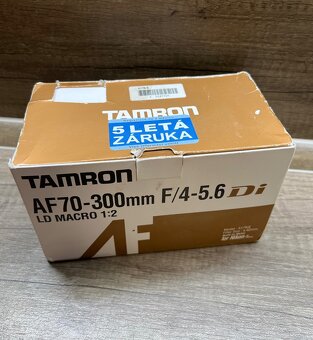 TAMRON
5 LETÁ
ZÁRUKA
TAMRON
AF70-300mm F/4-5.6 Di
LD MACRO 1:2
AF